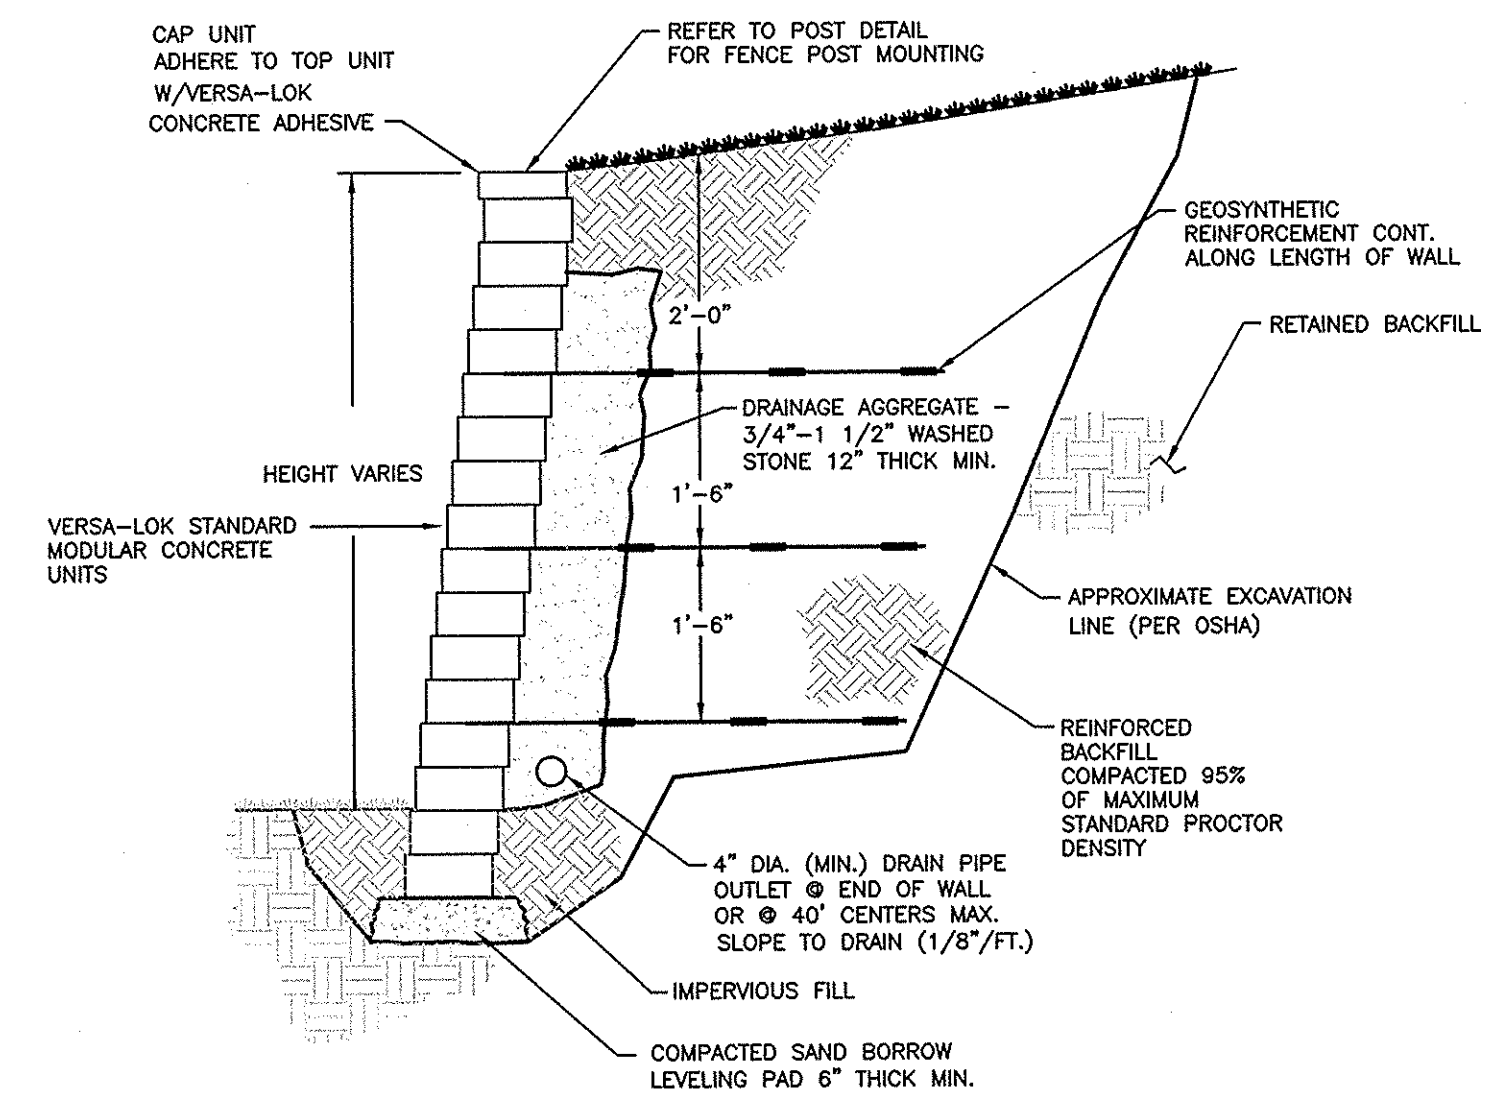 CAP UNIT
ADHERE TO TOP UNIT
W/VERSA-LOK
CONCRETE ADHESIVE
REFER TO POST DETAIL
FOR FENCE POST MOUNTING
GEOSYNTHETIC
REINFORCEMENT CONT.
ALONG LENGTH OF WALL
2'-0"
RETAINED BACKFILL
DRAINAGE AGGREGATE -
3/4"-1 1/2" WASHED
STONE 12" THICK MIN.
HEIGHT VARIES
1'-6"
VERSA-LOK STANDARD
MODULAR CONCRETE
UNITS
1'-6"
APPROXIMATE EXCAVATION
LINE (PER OSHA)
REINFORCED
BACKFILL
COMPACTED 95%
OF MAXIMUM
STANDARD PROCTOR
DENSITY
4" DIA. (MIN.) DRAIN PIPE
OUTLET @ END OF WALL
OR @ 40' CENTERS MAX.
SLOPE TO DRAIN (1/8"/FT.)
IMPERVIOUS FILL
COMPACTED SAND BORROW
LEVELING PAD 6" THICK MIN.